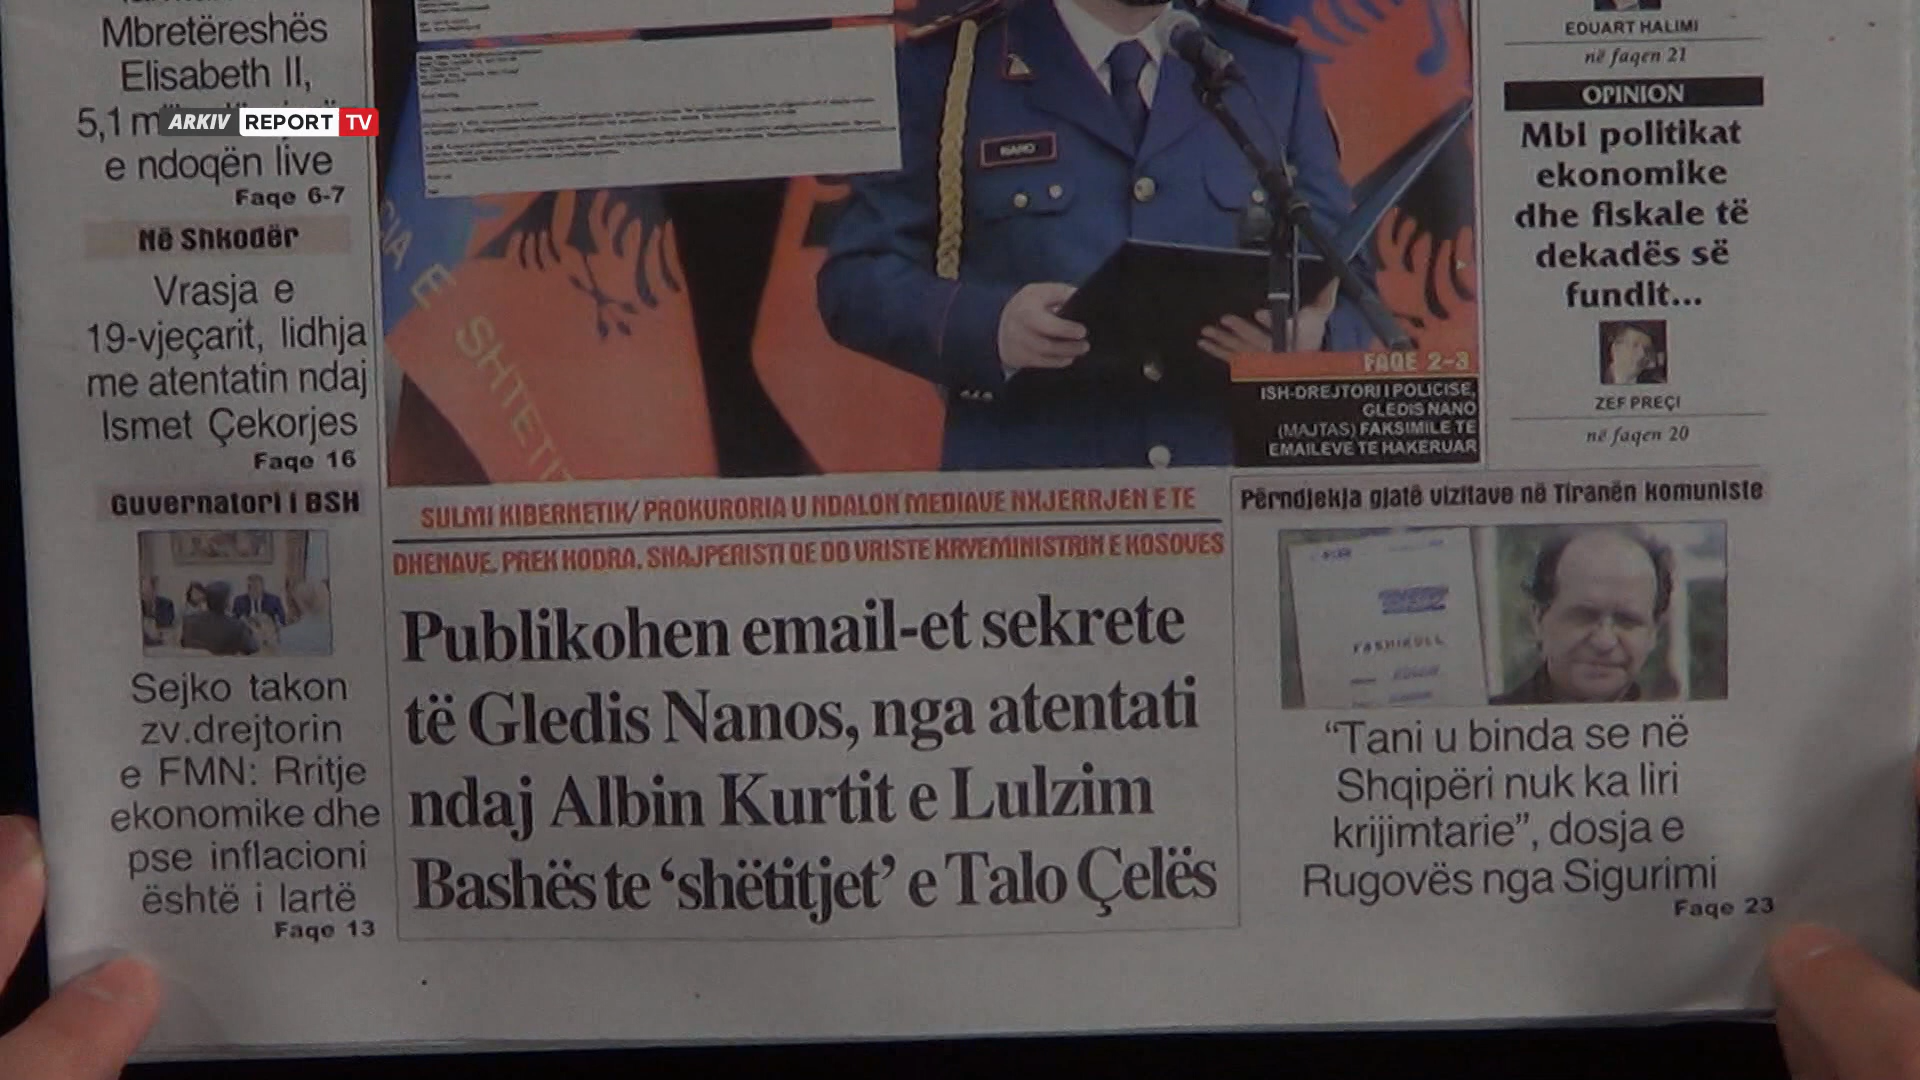 Mbretëreshës
Elisabeth II,
5,1 m
e ndoqën live
Faqe 6-7
ARKIV REPORT TV
Në Shkodër
Vrasja e
19-vjeçarit, lidhja
me atentatin ndaj
Ismet Çekorjes
Faqe 16
Guvernatori i BSH
Sejko takon
zv.drejtorin
e FMN: Rritje
ekonomike dhe
pse inflacioni
është i lartë
Faqe 13
NANO
E SHTETIT
FAQE 2-3
ISH-DREJTORI I POLICISE,
GLEDIS NANO
(MAJTAS) FAKSIMILE TE
EMAILEVE TE HAKERUAR
SULMI KIBERNETIK/ PROKURORIA U NDALON MEDIAVE NXJERRJEN E TE
DHENAVE. PREK KODRA, SNAJPERISTI QE DO VRISTE KRYEMINISTRIN E KOSOVES
Publikohen email-et sekrete
të Gledis Nanos, nga atentati
ndaj Albin Kurtit e Lulzim
Bashës te ‘shëtitjet’ e Talo Çelës
EDUART HALIMI
në faqen 21
OPINION
Mbi politikat
ekonomike
dhe fiskale të
dekadës së
fundit...
ZEF PREÇI
në faqen 20
Përndjekja gjatë vizitave në Tiranën komuniste
FASHIKULL
“Tani u binda se në
Shqipëri nuk ka liri
krijimtarie”, dosja e
Rugovës nga Sigurimi
Faqe 23